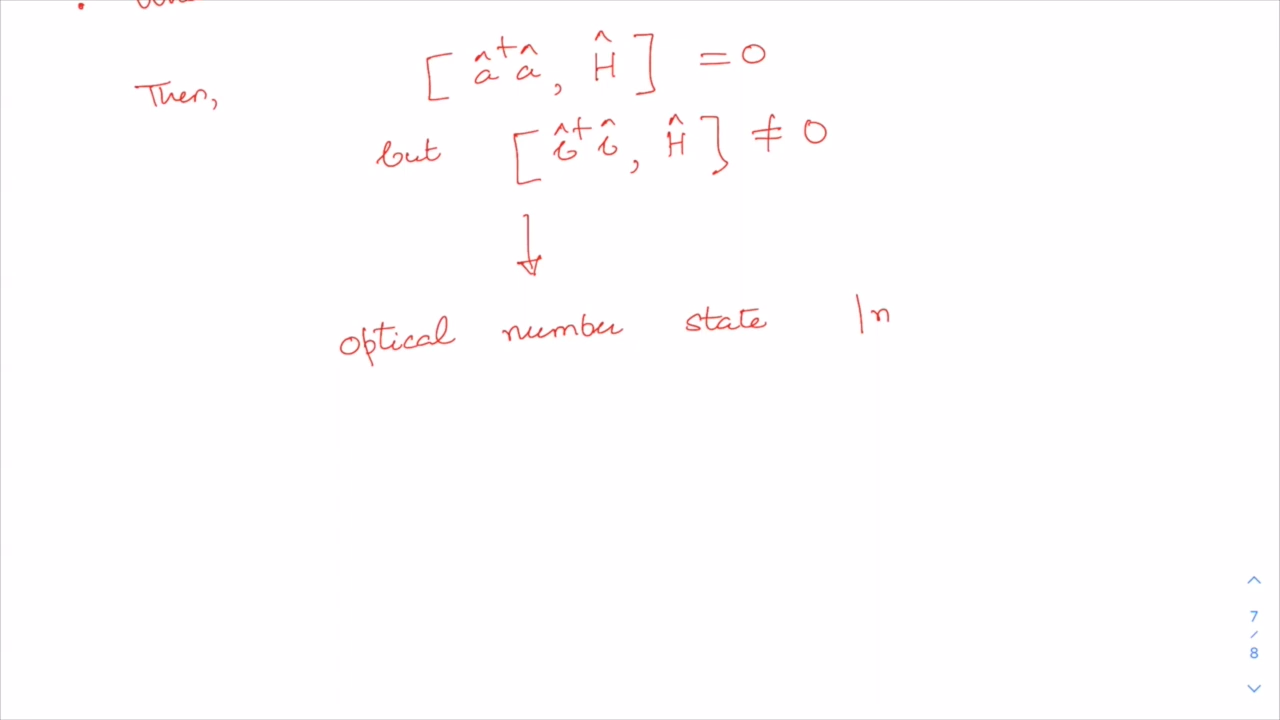 Then, [ â†â, Ĥ ] = 0
but [ b̂†b̂, Ĥ ] ≠ 0
↓
optical number state |n
7
/
8